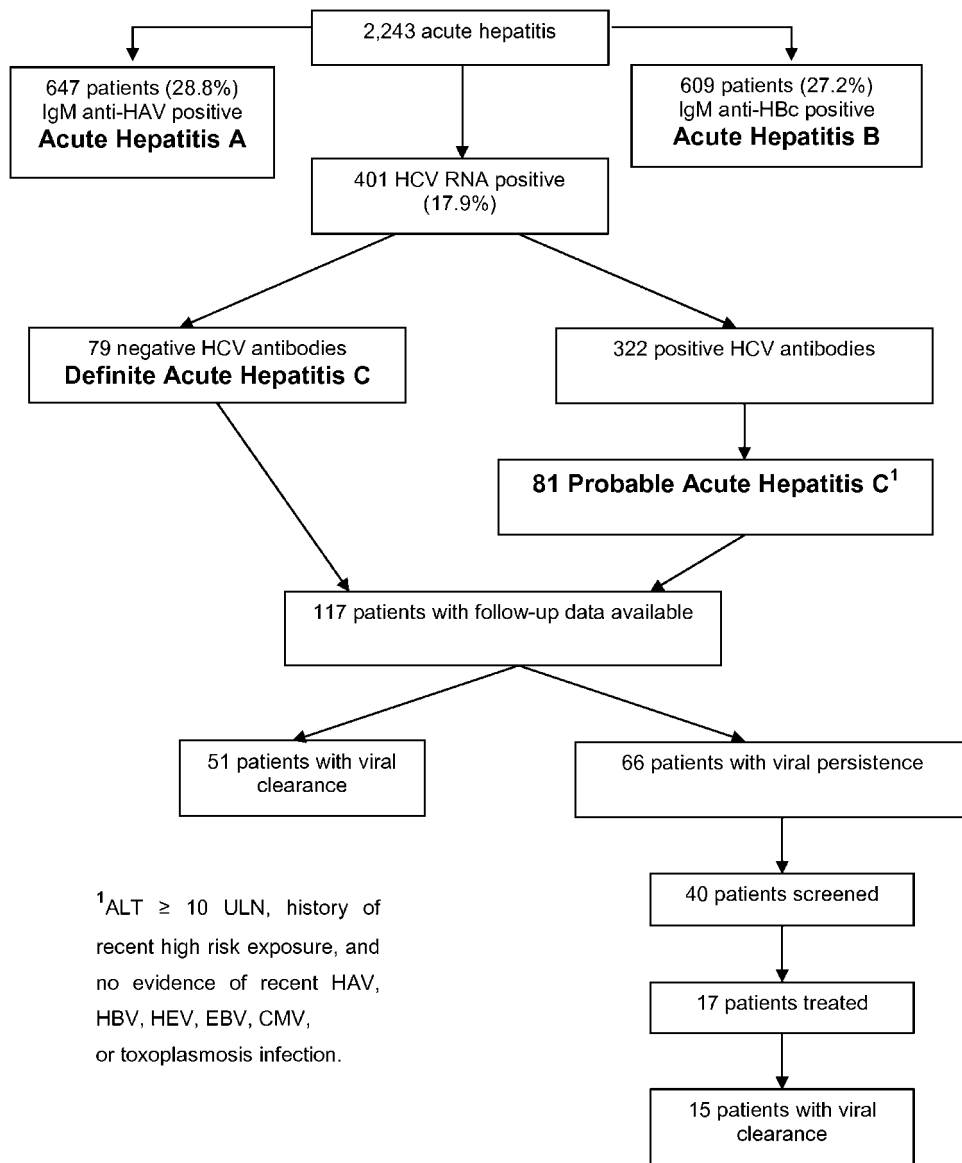 2,243 acute hepatitis
647 patients (28.8%)
IgM anti-HAV positive
Acute Hepatitis A
609 patients (27.2%)
IgM anti-HBc positive
Acute Hepatitis B
401 HCV RNA positive
(17.9%)
79 negative HCV antibodies
Definite Acute Hepatitis C
322 positive HCV antibodies
81 Probable Acute Hepatitis C¹
117 patients with follow-up data available
51 patients with viral
clearance
66 patients with viral persistence
40 patients screened
17 patients treated
15 patients with viral
clearance
¹ALT ≥ 10 ULN, history of
recent high risk exposure, and
no evidence of recent HAV,
HBV, HEV, EBV, CMV,
or toxoplasmosis infection.